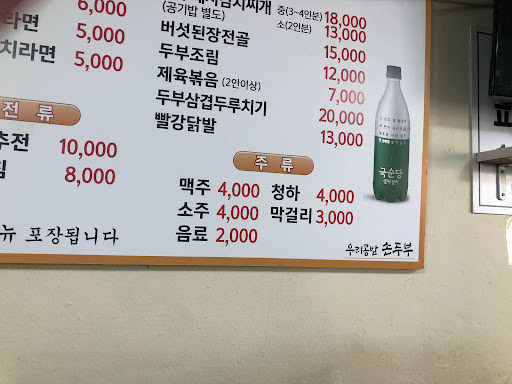 6,000
라면 5,000
치라면 5,000
전 류
추전 10,000
8,000
뉴 포장됩니다
찌개 중(3~4인분) 18,000
(공기밥 별도) 소(2인분) 13,000
버섯된장전골 15,000
두부조림 12,000
제육볶음 (2인이상) 7,000
두부삼겹두루치기 20,000
빨강닭발 13,000
주 류
맥주 4,000 청하 4,000
소주 4,000 막걸리 3,000
음료 2,000
국순당
우리콩만 손두부